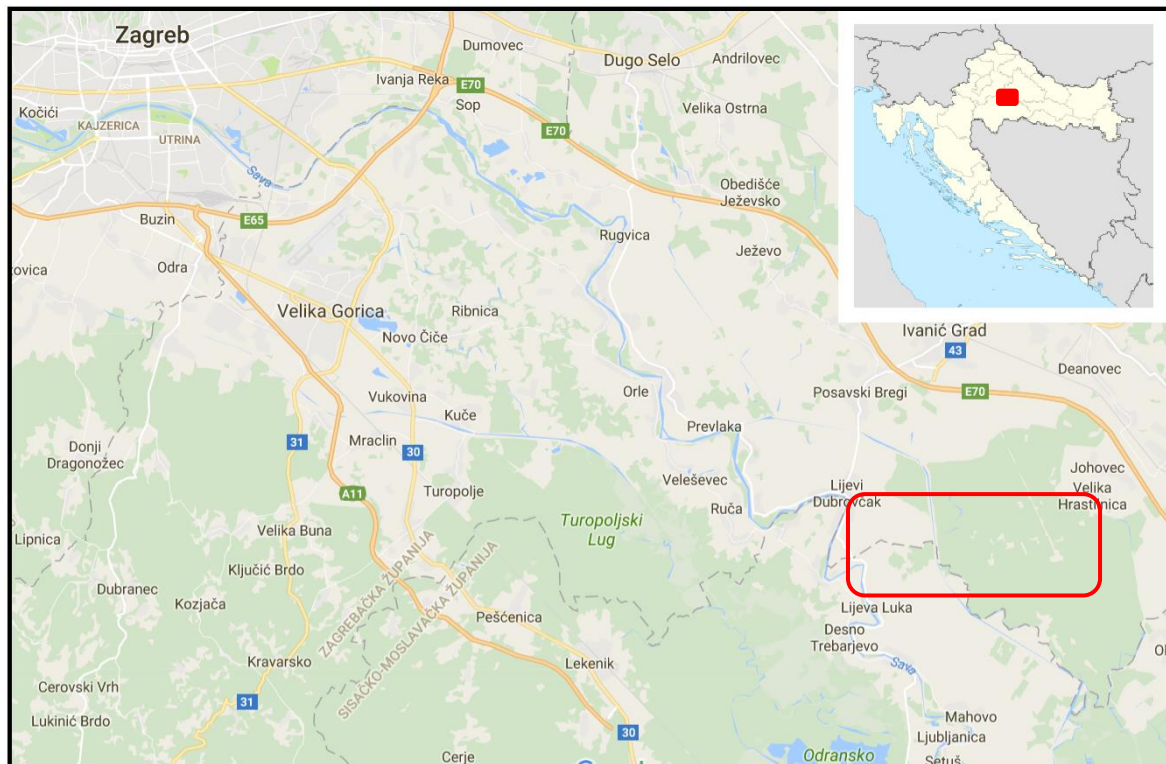 Zagreb
Dumovec
Dugo Selo
Andrilovec
Ivanja Reka
E70
Sop
Velika Ostrna
Kočići
KAJZERICA
UTRINA
E70
Sava
Obedišće
Ježevsko
Buzin
E65
Rugvica
Ježevo
Odra
Velika Gorica
Ribnica
Novo Čiče
Ivanić Grad
43
Deanovec
Vukovina
Orle
Posavski Bregi
E70
Kuče
Prevlaka
Donji
Dragonožec
31
Mraclin
30
Johovec
Velika
Hrastilnica
Veleševec
Lijevi
Dubrovčak
A11
Turopolje
Ruča
Turopoljski
Lug
Lipnica
Velika Buna
Ključić Brdo
ZAGREBAČKA ŽUPANIJA
SISAČKO-MOSLAVAČKA ŽUPANIJA
Dubranec
Kozjača
Pešćenica
Lijeva Luka
Desno
Trebarjevo
Kravarsko
Lekenik
Sava
Cerovski Vrh
31
Lukinić Brdo
30
Mahovo
Ljubljanica
Cerje
Odransko
Setuš